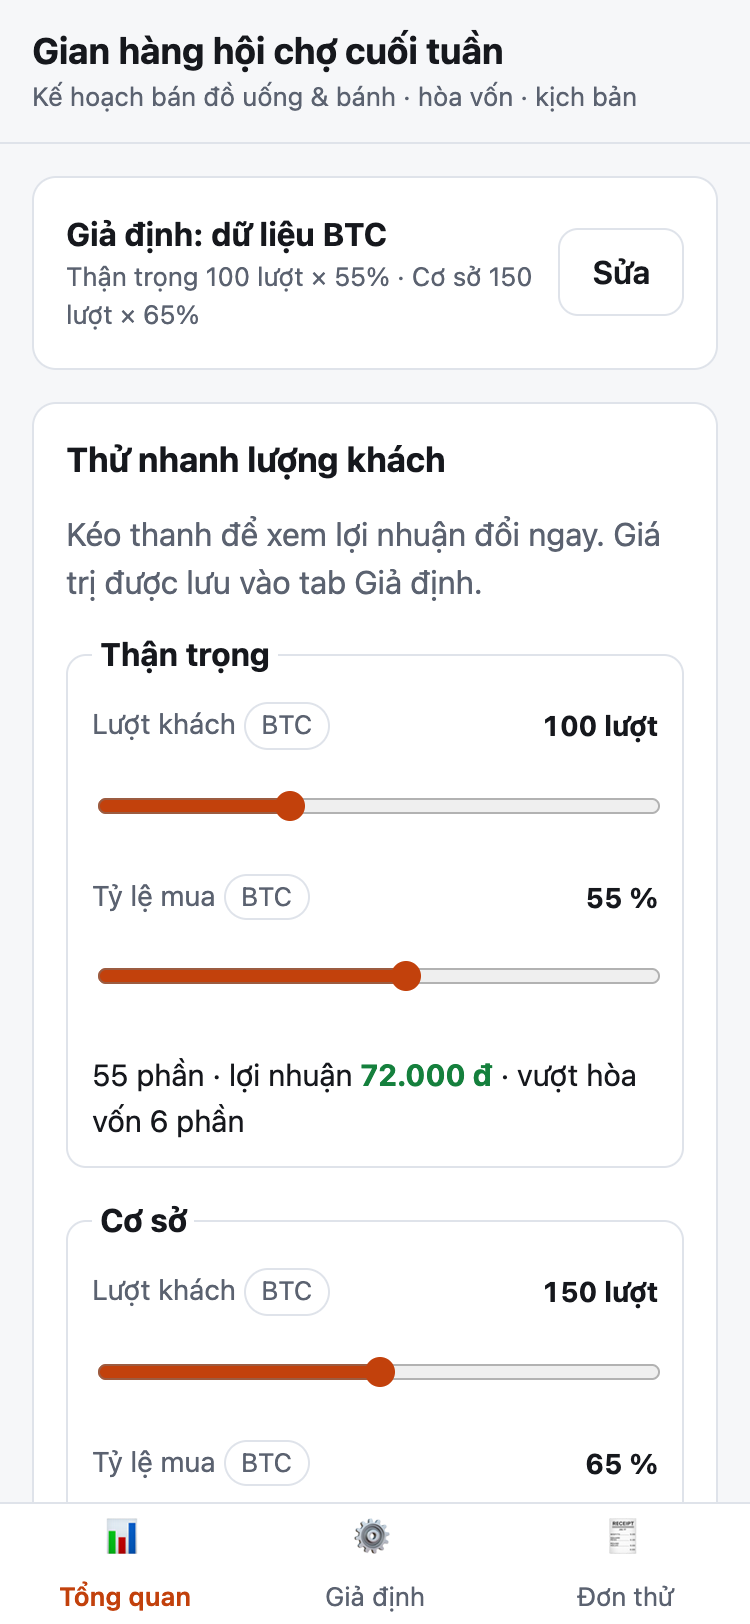 Gian hàng hội chợ cuối tuần
Kế hoạch bán đồ uống & bánh · hòa vốn · kịch bản
Giả định: dữ liệu BTC
Thận trọng 100 lượt × 55% · Cơ sở 150
lượt × 65%
Sửa
Thử nhanh lượng khách
Kéo thanh để xem lợi nhuận đổi ngay. Giá
trị được lưu vào tab Giả định.
Thận trọng
Lượt khách BTC 100 lượt
Tỷ lệ mua BTC 55 %
55 phần · lợi nhuận 72.000 đ · vượt hòa
vốn 6 phần
Cơ sở
Lượt khách BTC 150 lượt
Tỷ lệ mua BTC 65 %
RECEIPT
Tổng quan Giả định Đơn thử